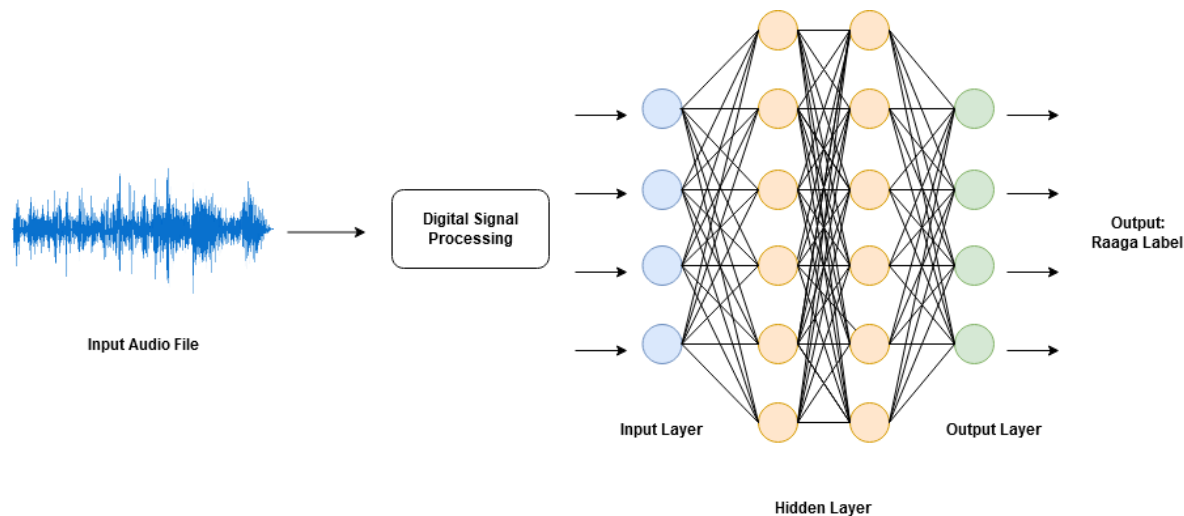 Digital Signal
Processing
Input Audio File
Input Layer
Output Layer
Hidden Layer
Output:
Raaga Label